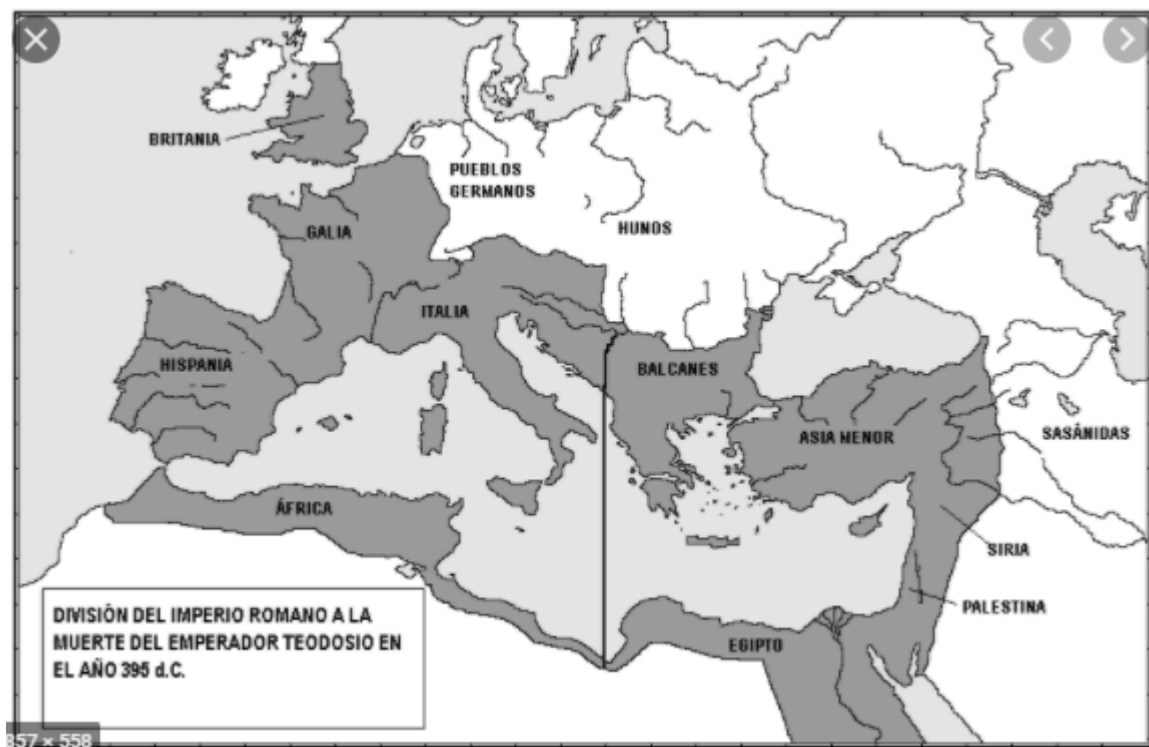 BRITANIA
PUEBLOS
GERMANOS
GALIA
HUNOS
ITALIA
HISPANIA
BALCANES
ASIA MENOR
SASÁNIDAS
ÁFRICA
SIRIA
PALESTINA
EGIPTO
DIVISIÓN DEL IMPERIO ROMANO A LA
MUERTE DEL EMPERADOR TEODOSIO EN
EL AÑO 395 d.C.
857 × 558